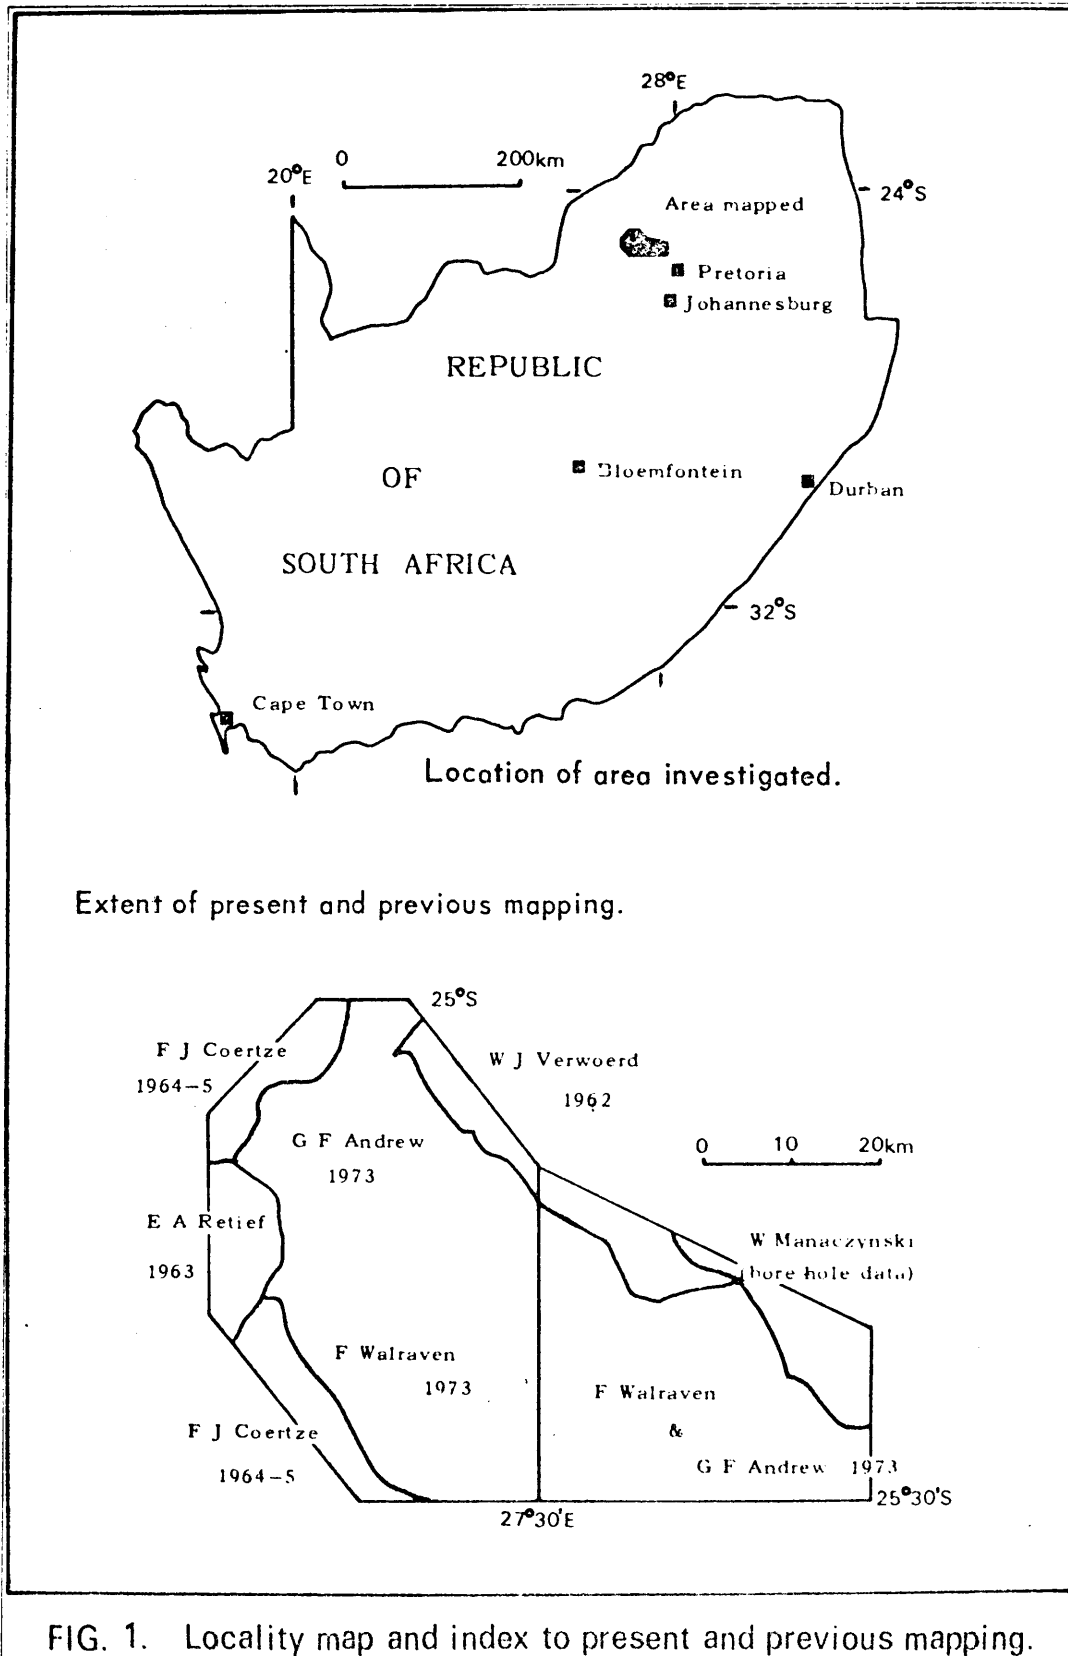 28°E
0 200km
20°E
24°S
Area mapped
Pretoria
Johannesburg
REPUBLIC
OF
Bloemfontein
Durban
SOUTH AFRICA
32°S
Cape Town
Location of area investigated.
Extent of present and previous mapping.
25°S
F J Coertze
1964-5
W J Verwoerd
1962
G F Andrew
1973
0 10 20km
E A Retief
1963
W Manaczynski
(bore hole data)
F Walraven
1973
F Walraven
&
G F Andrew 1973
F J Coertze
1964-5
25°30'S
27°30'E
FIG. 1. Locality map and index to present and previous mapping.